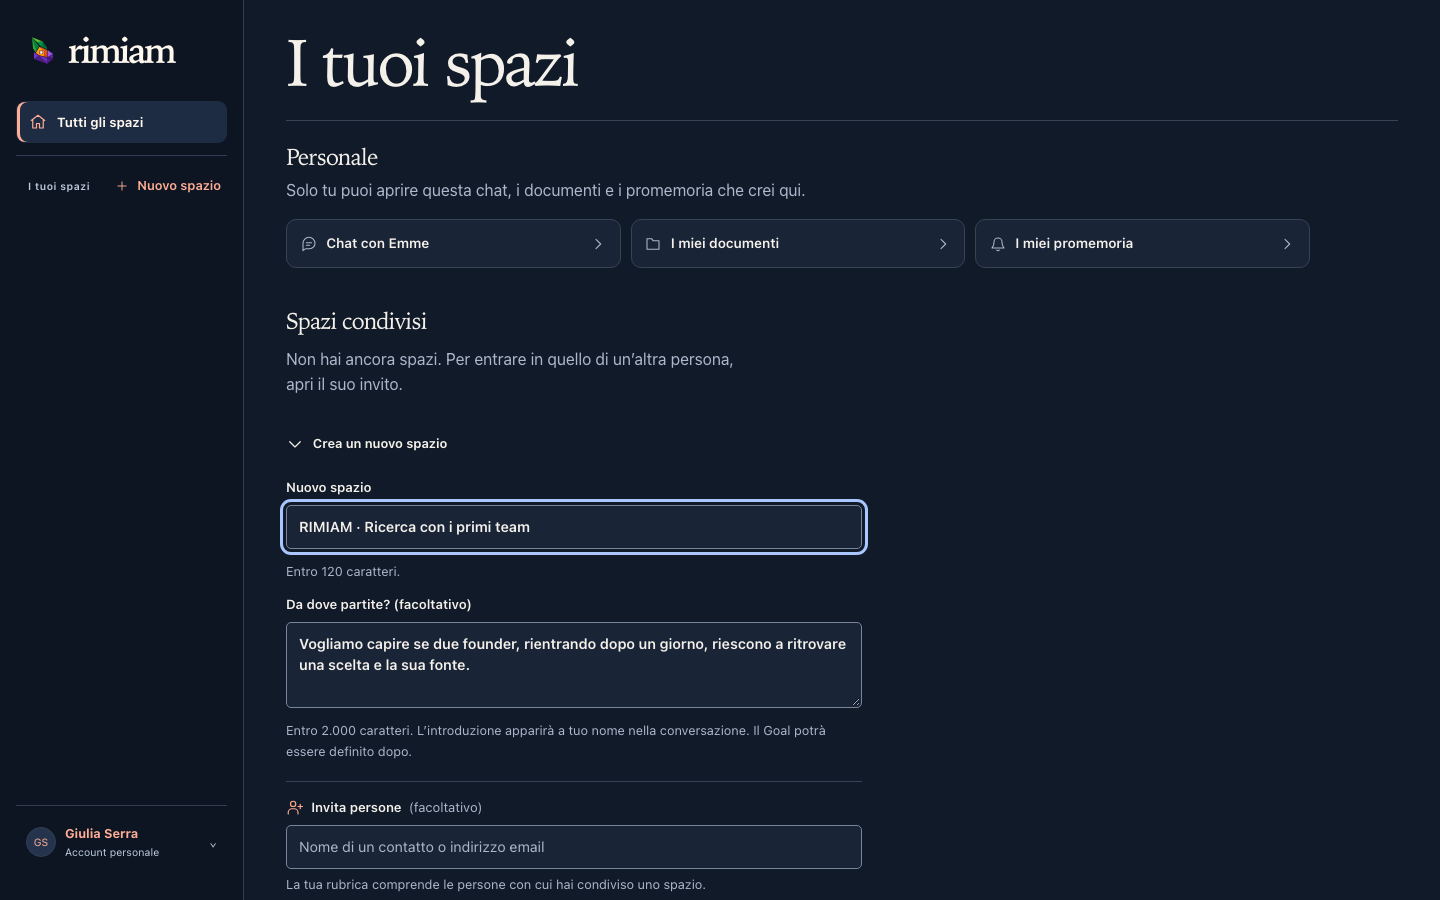 rimiam
Tutti gli spazi
I tuoi spazi
+ Nuovo spazio
GS
Giulia Serra
Account personale
I tuoi spazi
Personale
Solo tu puoi aprire questa chat, i documenti e i promemoria che crei qui.
Chat con Emme
I miei documenti
I miei promemoria
Spazi condivisi
Non hai ancora spazi. Per entrare in quello di un’altra persona,
apri il suo invito.
Crea un nuovo spazio
Nuovo spazio
RIMIAM · Ricerca con i primi team
Entro 120 caratteri.
Da dove partite? (facoltativo)
Vogliamo capire se due founder, rientrando dopo un giorno, riescono a ritrovare
una scelta e la sua fonte.
Entro 2.000 caratteri. L’introduzione apparirà a tuo nome nella conversazione. Il Goal potrà
essere definito dopo.
Invita persone (facoltativo)
Nome di un contatto o indirizzo email
La tua rubrica comprende le persone con cui hai condiviso uno spazio.